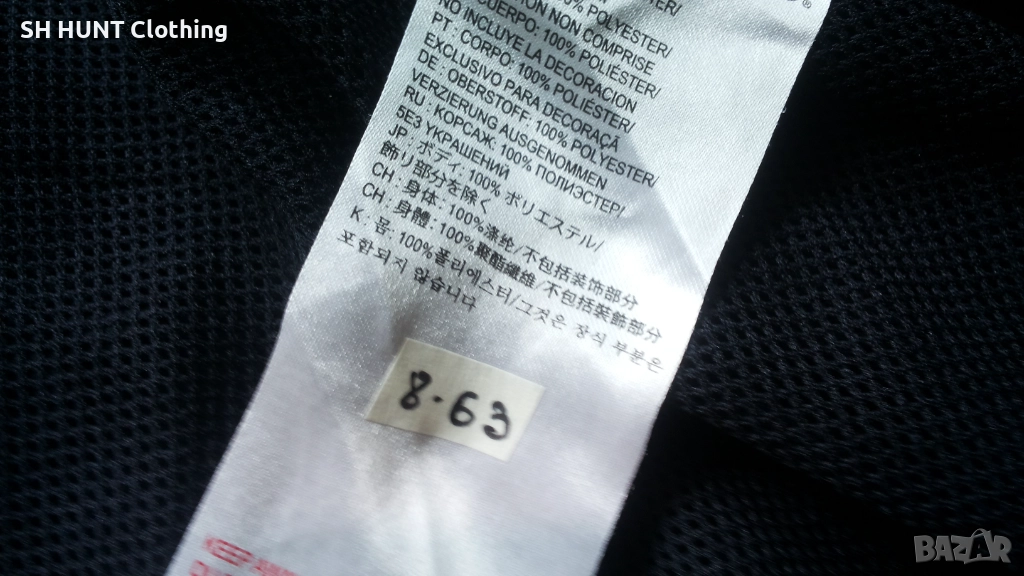 SH HUNT Clothing
®
100% POLYESTER/
NON COMPRISE
CUERPO: 100% POLIESTER/
NO INCLUYE LA DECORACION
PT: CORPO: 100% POLIÉSTER/
EXCLUSIVO PARA DECORAÇÃ
DE: OBERSTOFF: 100% POLYESTER/
VERZIERUNG AUSGENOMMEN
RU: КОРСАЖ: 100% ПОЛИЭСТЕР/
БЕЗ УКРАШЕНИЙ
JP: ボディ: 100% ポリエステル/
飾り部分を除く
CH: 身体: 100%涤纶/不包括装饰部分
CH: 身體: 100%聚酯纖維/不包括裝飾部分
K. 몸: 100%폴리에스터/그것은 장식 부분은
포함되지 않습니다
8-63
KEEP
BAZAR